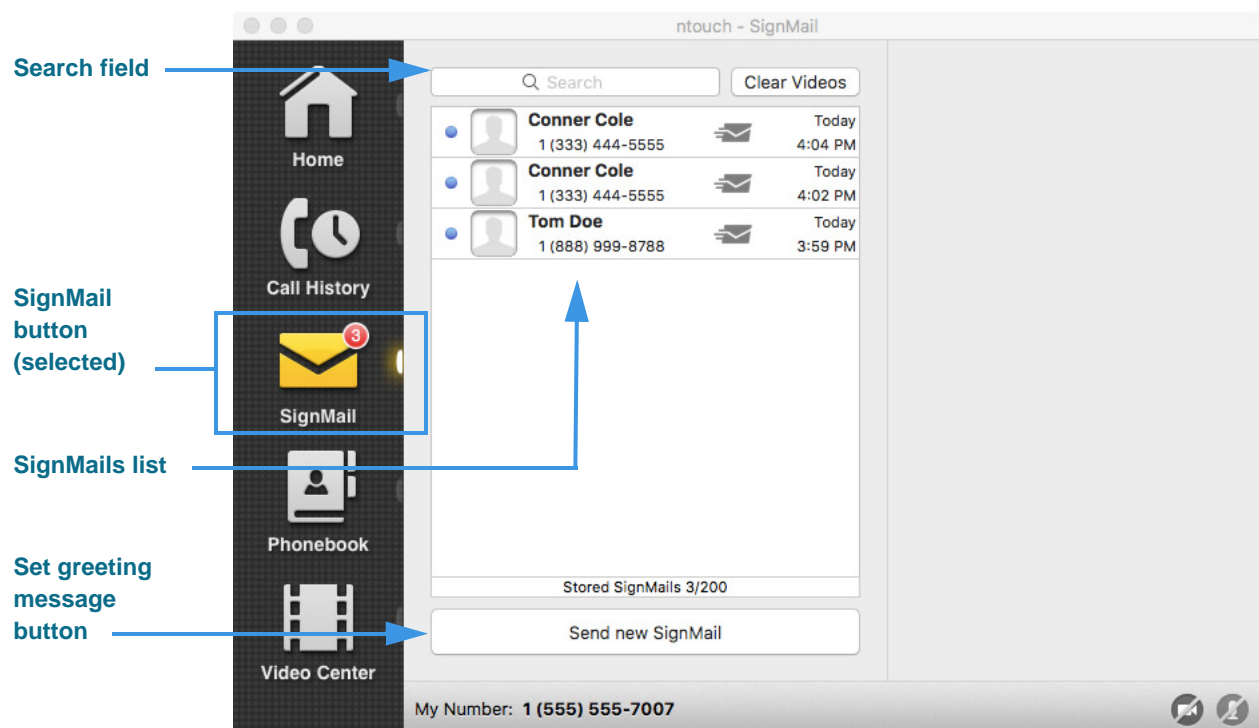 ntouch - SignMail
Search field
Search
Clear Videos
Conner Cole
Today
1 (333) 444-5555
4:04 PM
Home
Conner Cole
Today
1 (333) 444-5555
4:02 PM
Tom Doe
Today
1 (888) 999-8788
3:59 PM
Call History
SignMail
button
(selected)
3
SignMail
SignMails list
Phonebook
Set greeting
message
button
Stored SignMails 3/200
Send new SignMail
Video Center
My Number: 1 (555) 555-7007